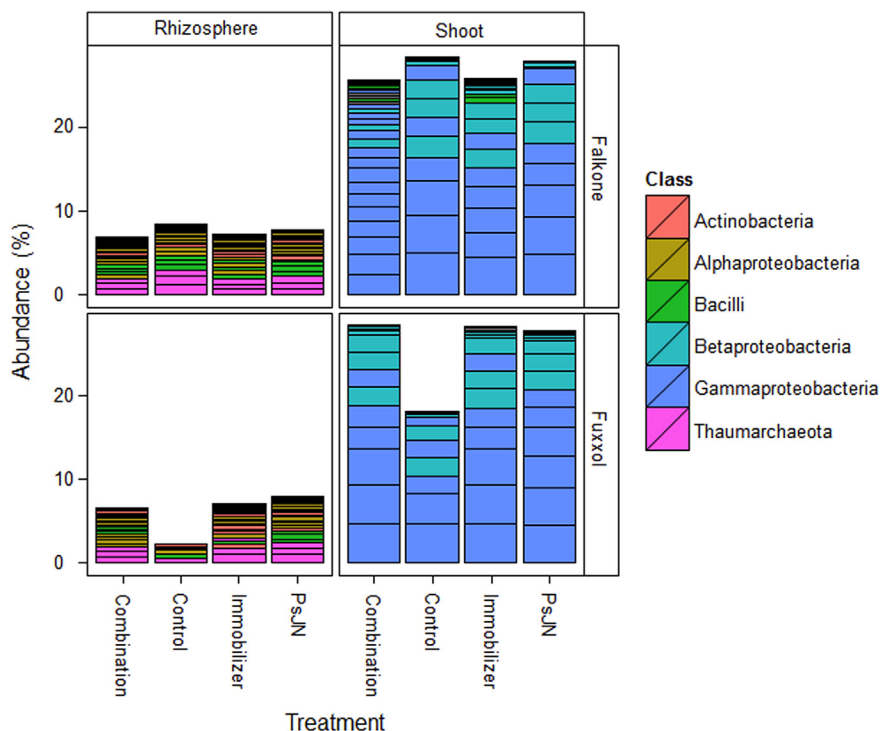 Rhizosphere
Shoot
Abundance (%)
20
10
0
Falkone
20
10
0
Fuxxol
Combination
Control
Immobilizer
PsJN
Combination
Control
Immobilizer
PsJN
Treatment
Class
Actinobacteria
Alphaproteobacteria
Bacilli
Betaproteobacteria
Gammaproteobacteria
Thaumarchaeota